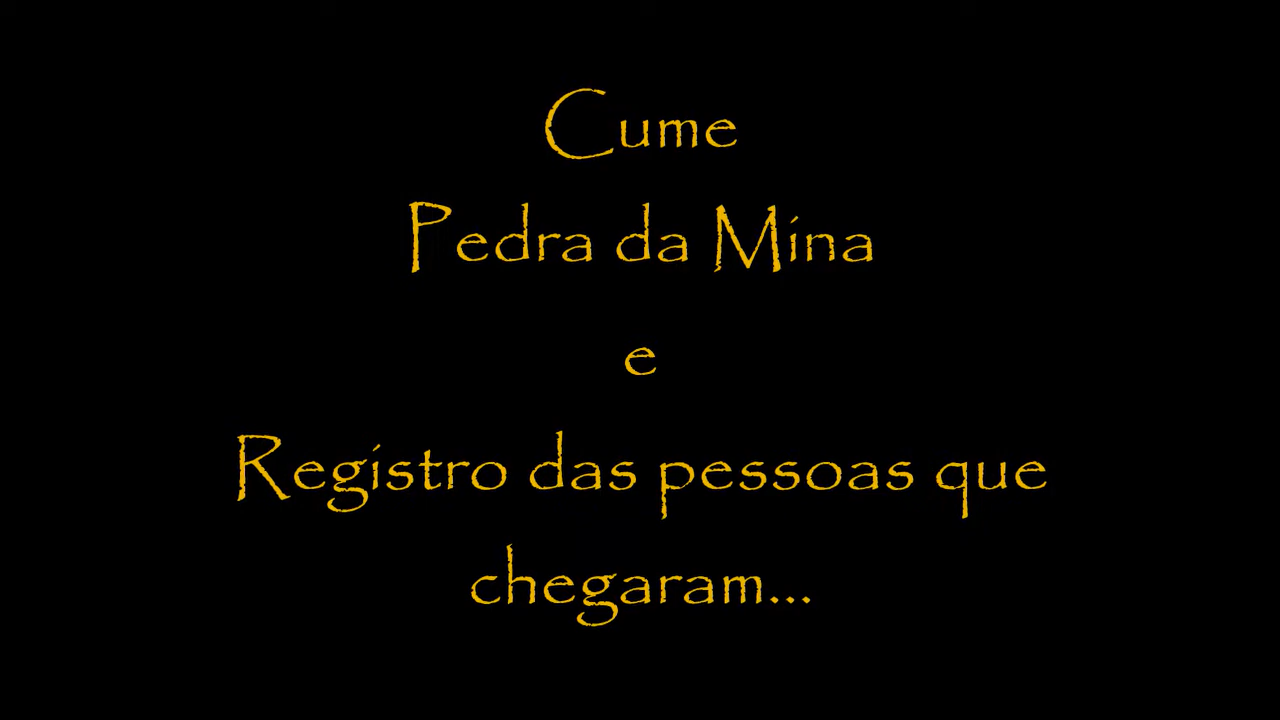 Cume
Pedra da Mina
e
Registro das pessoas que
chegaram...